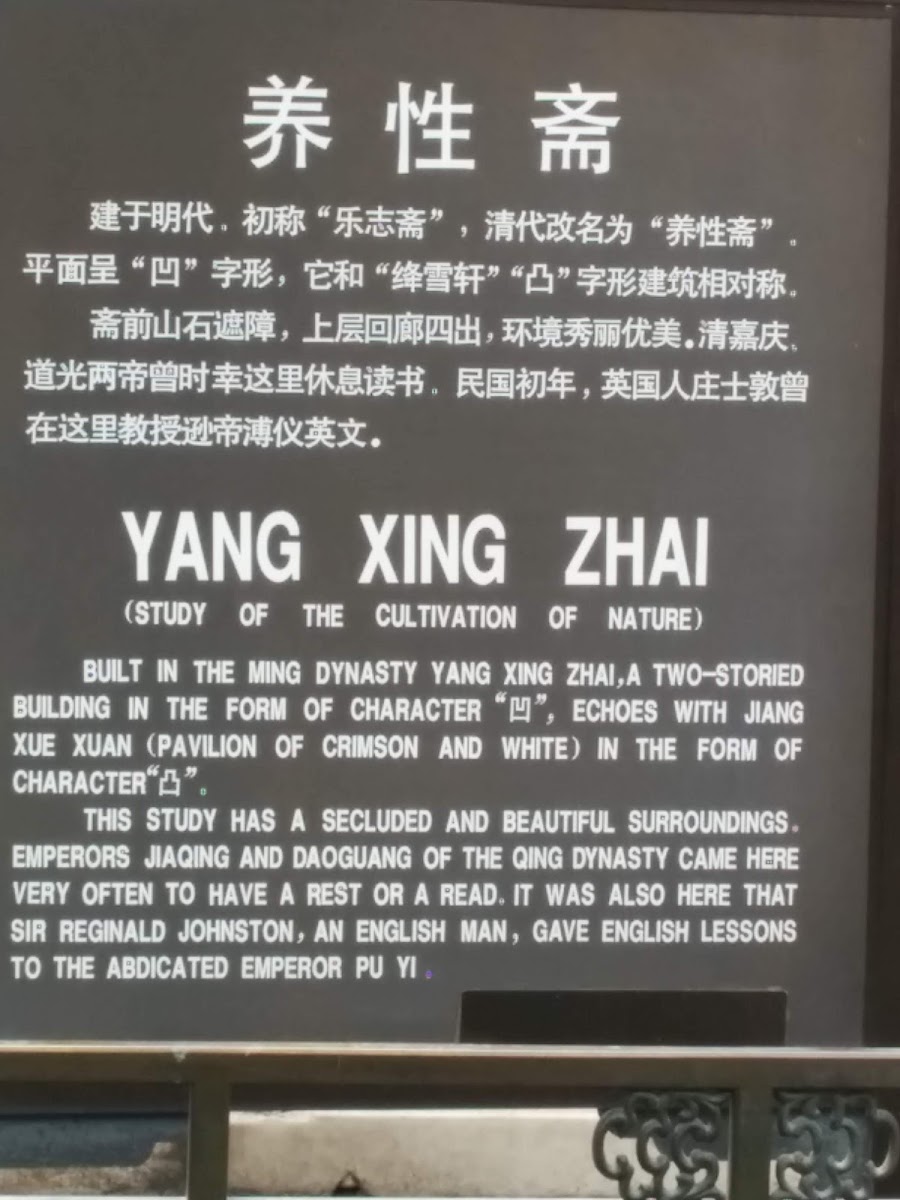 养性斋
建于明代。初称“乐志斋”，清代改名为“养性斋”。
平面呈“凹”字形，它和“绛雪轩”“凸”字形建筑相对称。
斋前山石遮障，上层回廊四出，环境秀丽优美。清嘉庆、
道光两帝曾时幸这里休息读书。民国初年，英国人庄士敦曾
在这里教授逊帝溥仪英文。
YANG XING ZHAI
(STUDY OF THE CULTIVATION OF NATURE)
BUILT IN THE MING DYNASTY YANG XING ZHAI,A TWO-STORIED
BUILDING IN THE FORM OF CHARACTER “凹”, ECHOES WITH JIANG
XUE XUAN (PAVILION OF CRIMSON AND WHITE) IN THE FORM OF
CHARACTER“凸”。
THIS STUDY HAS A SECLUDED AND BEAUTIFUL SURROUNDINGS.
EMPERORS JIAQING AND DAOGUANG OF THE QING DYNASTY CAME HERE
VERY OFTEN TO HAVE A REST OR A READ. IT WAS ALSO HERE THAT
SIR REGINALD JOHNSTON, AN ENGLISH MAN, GAVE ENGLISH LESSONS
TO THE ABDICATED EMPEROR PU YI.